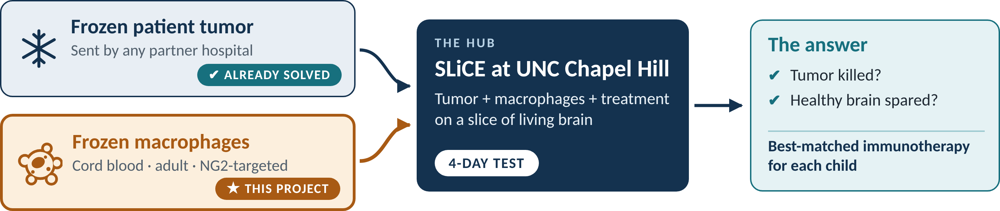 Frozen patient tumor
Sent by any partner hospital
✔ ALREADY SOLVED
Frozen macrophages
Cord blood · adult · NG2-targeted
★ THIS PROJECT
THE HUB
SLiCE at UNC Chapel Hill
Tumor + macrophages + treatment
on a slice of living brain
4-DAY TEST
The answer
✔ Tumor killed?
✔ Healthy brain spared?
Best-matched immunotherapy
for each child